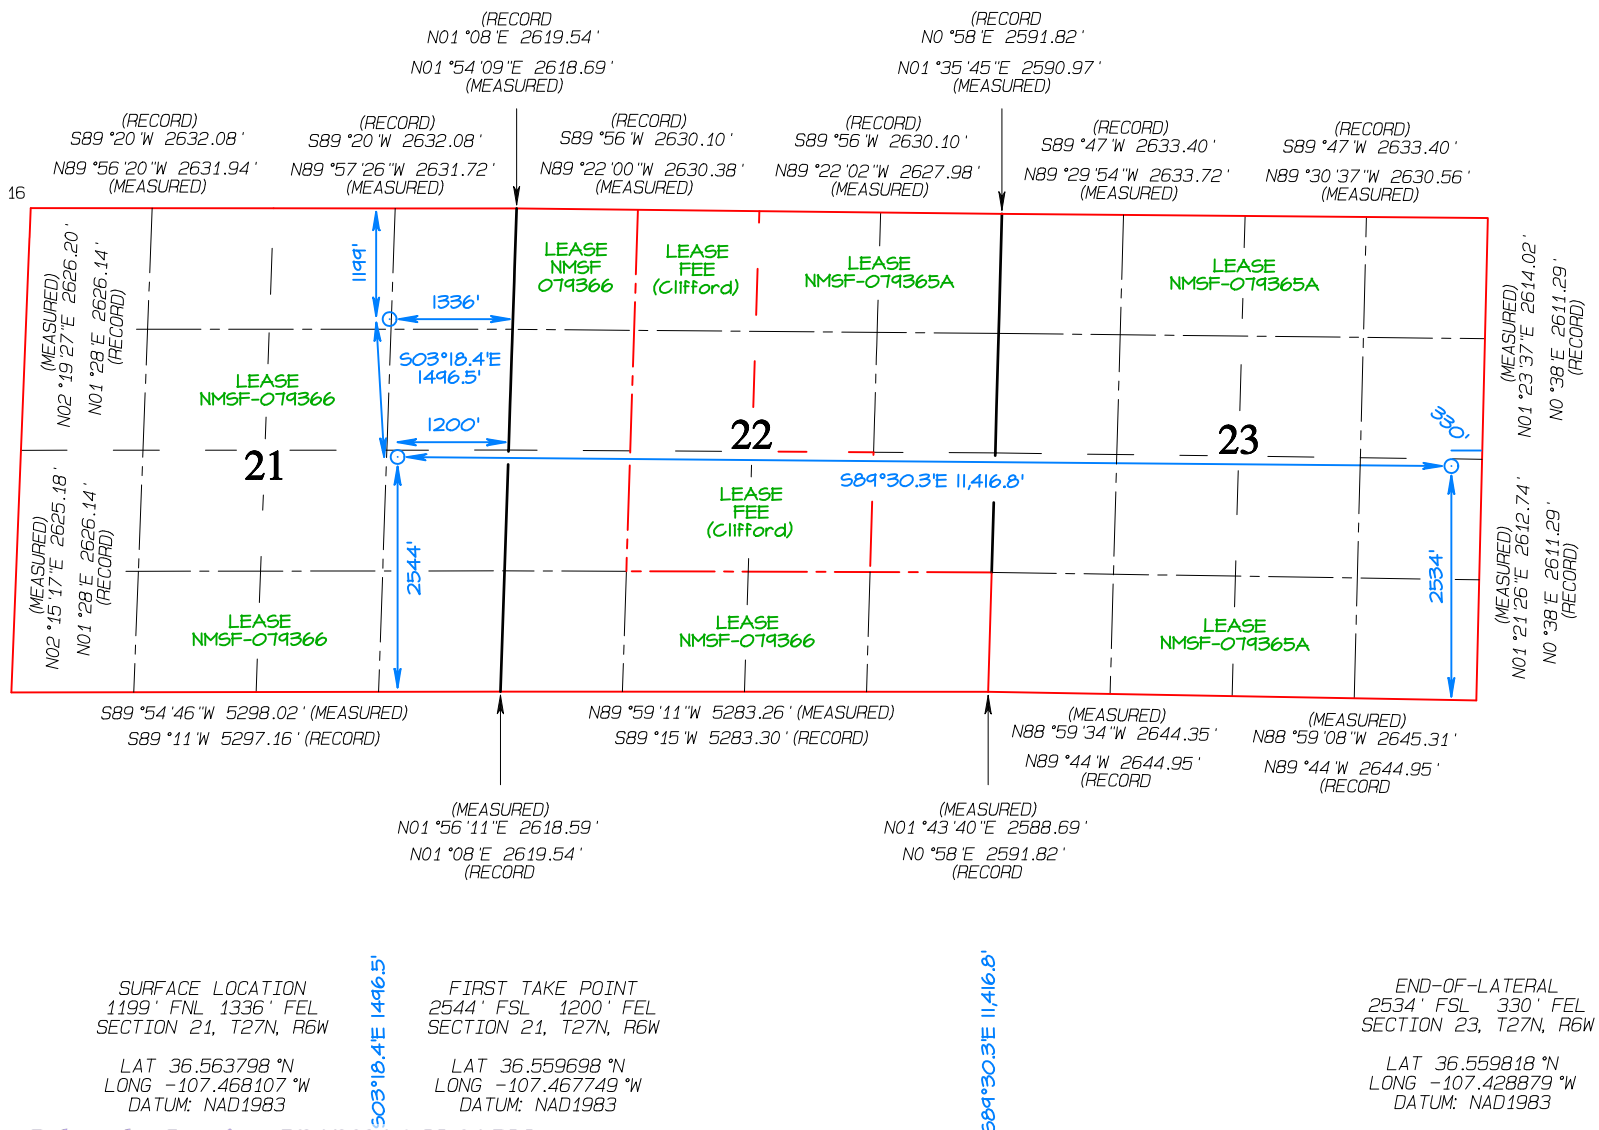 (RECORD
N01°08'E 2619.54'
N01°54'09"E 2618.69'
(MEASURED)
(RECORD
N0°58'E 2591.82'
N01°35'45"E 2590.97'
(MEASURED)
(RECORD)
S89°20'W 2632.08'
N89°56'20"W 2631.94'
(MEASURED)
(RECORD)
S89°20'W 2632.08'
N89°57'26"W 2631.72'
(MEASURED)
(RECORD)
S89°56'W 2630.10'
N89°22'00"W 2630.38'
(MEASURED)
(RECORD)
S89°56'W 2630.10'
N89°22'02"W 2627.98'
(MEASURED)
(RECORD)
S89°47'W 2633.40'
N89°29'54"W 2633.72'
(MEASURED)
(RECORD)
S89°47'W 2633.40'
N89°30'37"W 2630.56'
(MEASURED)
16
(MEASURED)
N02°19'27"E 2626.20'
N01°28'E 2626.14'
(RECORD)
1199'
1336'
S03°18.4'E
1496.5'
1200'
LEASE
NMSF
079366
LEASE
FEE
(Clifford)
LEASE
NMSF-079365A
LEASE
NMSF-079365A
(MEASURED)
N01°23'37"E 2614.02'
N0°38'E 2611.29'
(RECORD)
LEASE
NMSF-079366
21
22
23
330'
S89°30.3'E 11,416.8'
(MEASURED)
N02°15'17"E 2625.18'
N01°28'E 2626.14'
(RECORD)
2544'
LEASE
FEE
(Clifford)
2534'
(MEASURED)
N01°21'26"E 2612.74'
N0°38'E 2611.29'
(RECORD)
LEASE
NMSF-079366
LEASE
NMSF-079366
LEASE
NMSF-079365A
S89°54'46"W 5298.02' (MEASURED)
S89°11'W 5297.16' (RECORD)
N89°59'11"W 5283.26' (MEASURED)
S89°15'W 5283.30' (RECORD)
(MEASURED)
N88°59'34"W 2644.35'
N89°44'W 2644.95'
(RECORD
(MEASURED)
N88°59'08"W 2645.31'
N89°44'W 2644.95'
(RECORD
(MEASURED)
N01°56'11"E 2618.59'
N01°08'E 2619.54'
(RECORD
(MEASURED)
N01°43'40"E 2588.69'
N0°58'E 2591.82'
(RECORD
SURFACE LOCATION
1199' FNL 1336' FEL
SECTION 21, T27N, R6W
LAT 36.563798°N
LONG -107.468107°W
DATUM: NAD1983
S03°18.4'E 1496.5'
FIRST TAKE POINT
2544' FSL 1200' FEL
SECTION 21, T27N, R6W
LAT 36.559698°N
LONG -107.467749°W
DATUM: NAD1983
S89°30.3'E 11,416.8'
END-OF-LATERAL
2534' FSL 330' FEL
SECTION 23, T27N, R6W
LAT 36.559818°N
LONG -107.428879°W
DATUM: NAD1983